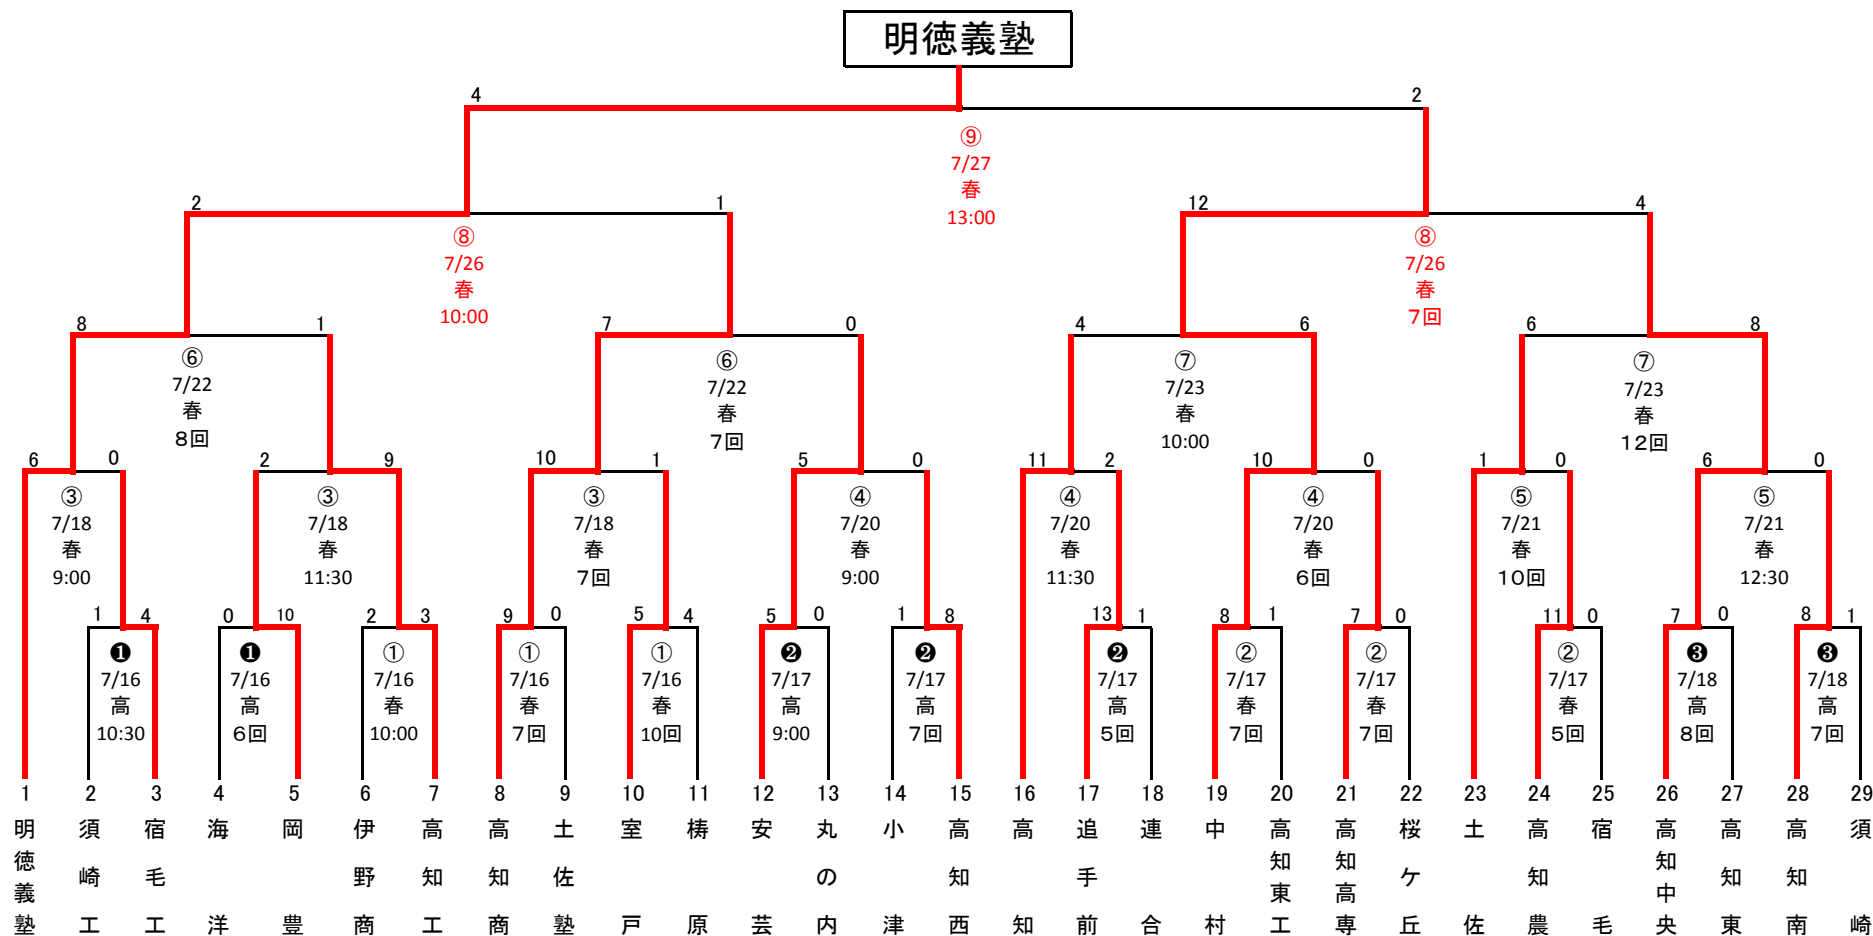 明徳義塾
4 2
⑨
7/27
春
13:00
2 1 12 4
⑧ ⑧
7/26 7/26
春 春
10:00 7回
8 1 7 0 4 6 6 8
⑥ ⑥ ⑦ ⑦
7/22 7/22 7/23 7/23
春 春 春 春
8回 7回 10:00 12回
6 0 2 9 10 1 5 0 11 2 10 0 1 0 6 0
③ ③ ③ ④ ④ ④ ⑤ ⑤
7/18 7/18 7/18 7/20 7/20 7/20 7/21 7/21
春 春 春 春 春 春 春 春
9:00 11:30 7回 9:00 11:30 6回 10回 12:30
1 4 0 10 2 3 9 0 5 4 5 0 1 8 13 1 8 1 7 0 11 0 7 0 8 1
❶ ❶ ① ① ① ❷ ❷ ❷ ② ② ② ❸ ❸
7/16 7/16 7/16 7/16 7/16 7/17 7/17 7/17 7/17 7/17 7/17 7/18 7/18
高 高 春 春 春 高 高 高 春 春 春 高 高
10:30 6回 10:00 7回 10回 9:00 7回 5回 7回 7回 5回 8回 7回
1 2 3 4 5 6 7 8 9 10 11 12 13 14 15 16 17 18 19 20 21 22 23 24 25 26 27 28 29
明徳義塾
須崎工
宿毛工
海洋
岡豊
伊野商
高知工
高知商
土佐塾
室戸
梼原
安芸
丸の内
小津
高知西
高知
追手前
連合
中村
高知東工
高知高専
桜ケ丘
土佐
高知農
宿毛
高知中央
高知東
高知南
須崎